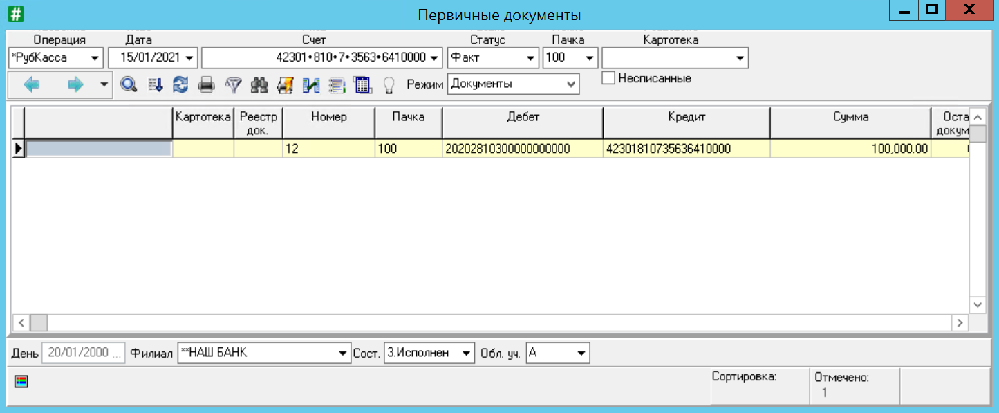 Первичные документы
Операция Дата Счет Статус Пачка Картотека
*РубКасса 15/01/2021 42301•810•7•3563•6410000 Факт 100
Режим Документы Несписанные
Картотека Реестр док. Номер Пачка Дебет Кредит Сумма Оста докум
12 100 20202810300000000000 42301810735636410000 100,000.00
День 20/01/2000 ... Филиал **НАШ БАНК Сост. 3.Исполнен Обл. уч. А
Сортировка: Отмечено:
1